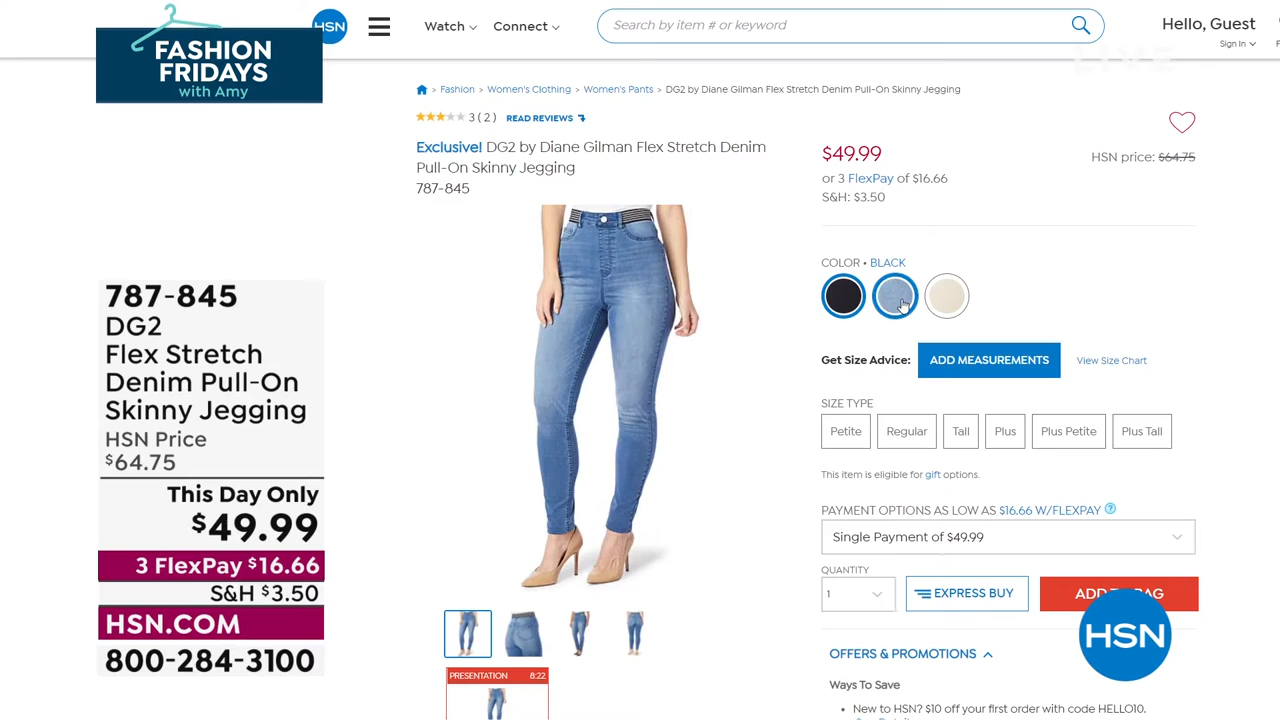 FASHION
FRIDAYS
with Amy
HSN
Watch
Connect
Search by item # or keyword
Hello, Guest
Sign In
LIVE
> Fashion > Women's Clothing > Women's Pants > DG2 by Diane Gilman Flex Stretch Denim Pull-On Skinny Jegging
3 ( 2 ) READ REVIEWS
Exclusive! DG2 by Diane Gilman Flex Stretch Denim
Pull-On Skinny Jegging
787-845
$49.99
HSN price: $64.75
or 3 FlexPay of $16.66
S&H: $3.50
COLOR • BLACK
Get Size Advice: ADD MEASUREMENTS View Size Chart
SIZE TYPE
Petite Regular Tall Plus Plus Petite Plus Tall
This item is eligible for gift options.
PAYMENT OPTIONS AS LOW AS $16.66 W/FLEXPAY ?
Single Payment of $49.99
QUANTITY
1
EXPRESS BUY
HSN
OFFERS & PROMOTIONS
Ways To Save
• New to HSN? $10 off your first order with code HELLO10.
PRESENTATION 8:22
787-845
DG2
Flex Stretch
Denim Pull-On
Skinny Jegging
HSN Price
$64.75
This Day Only
$49.99
3 FlexPay $16.66
S&H $3.50
HSN.COM
800-284-3100